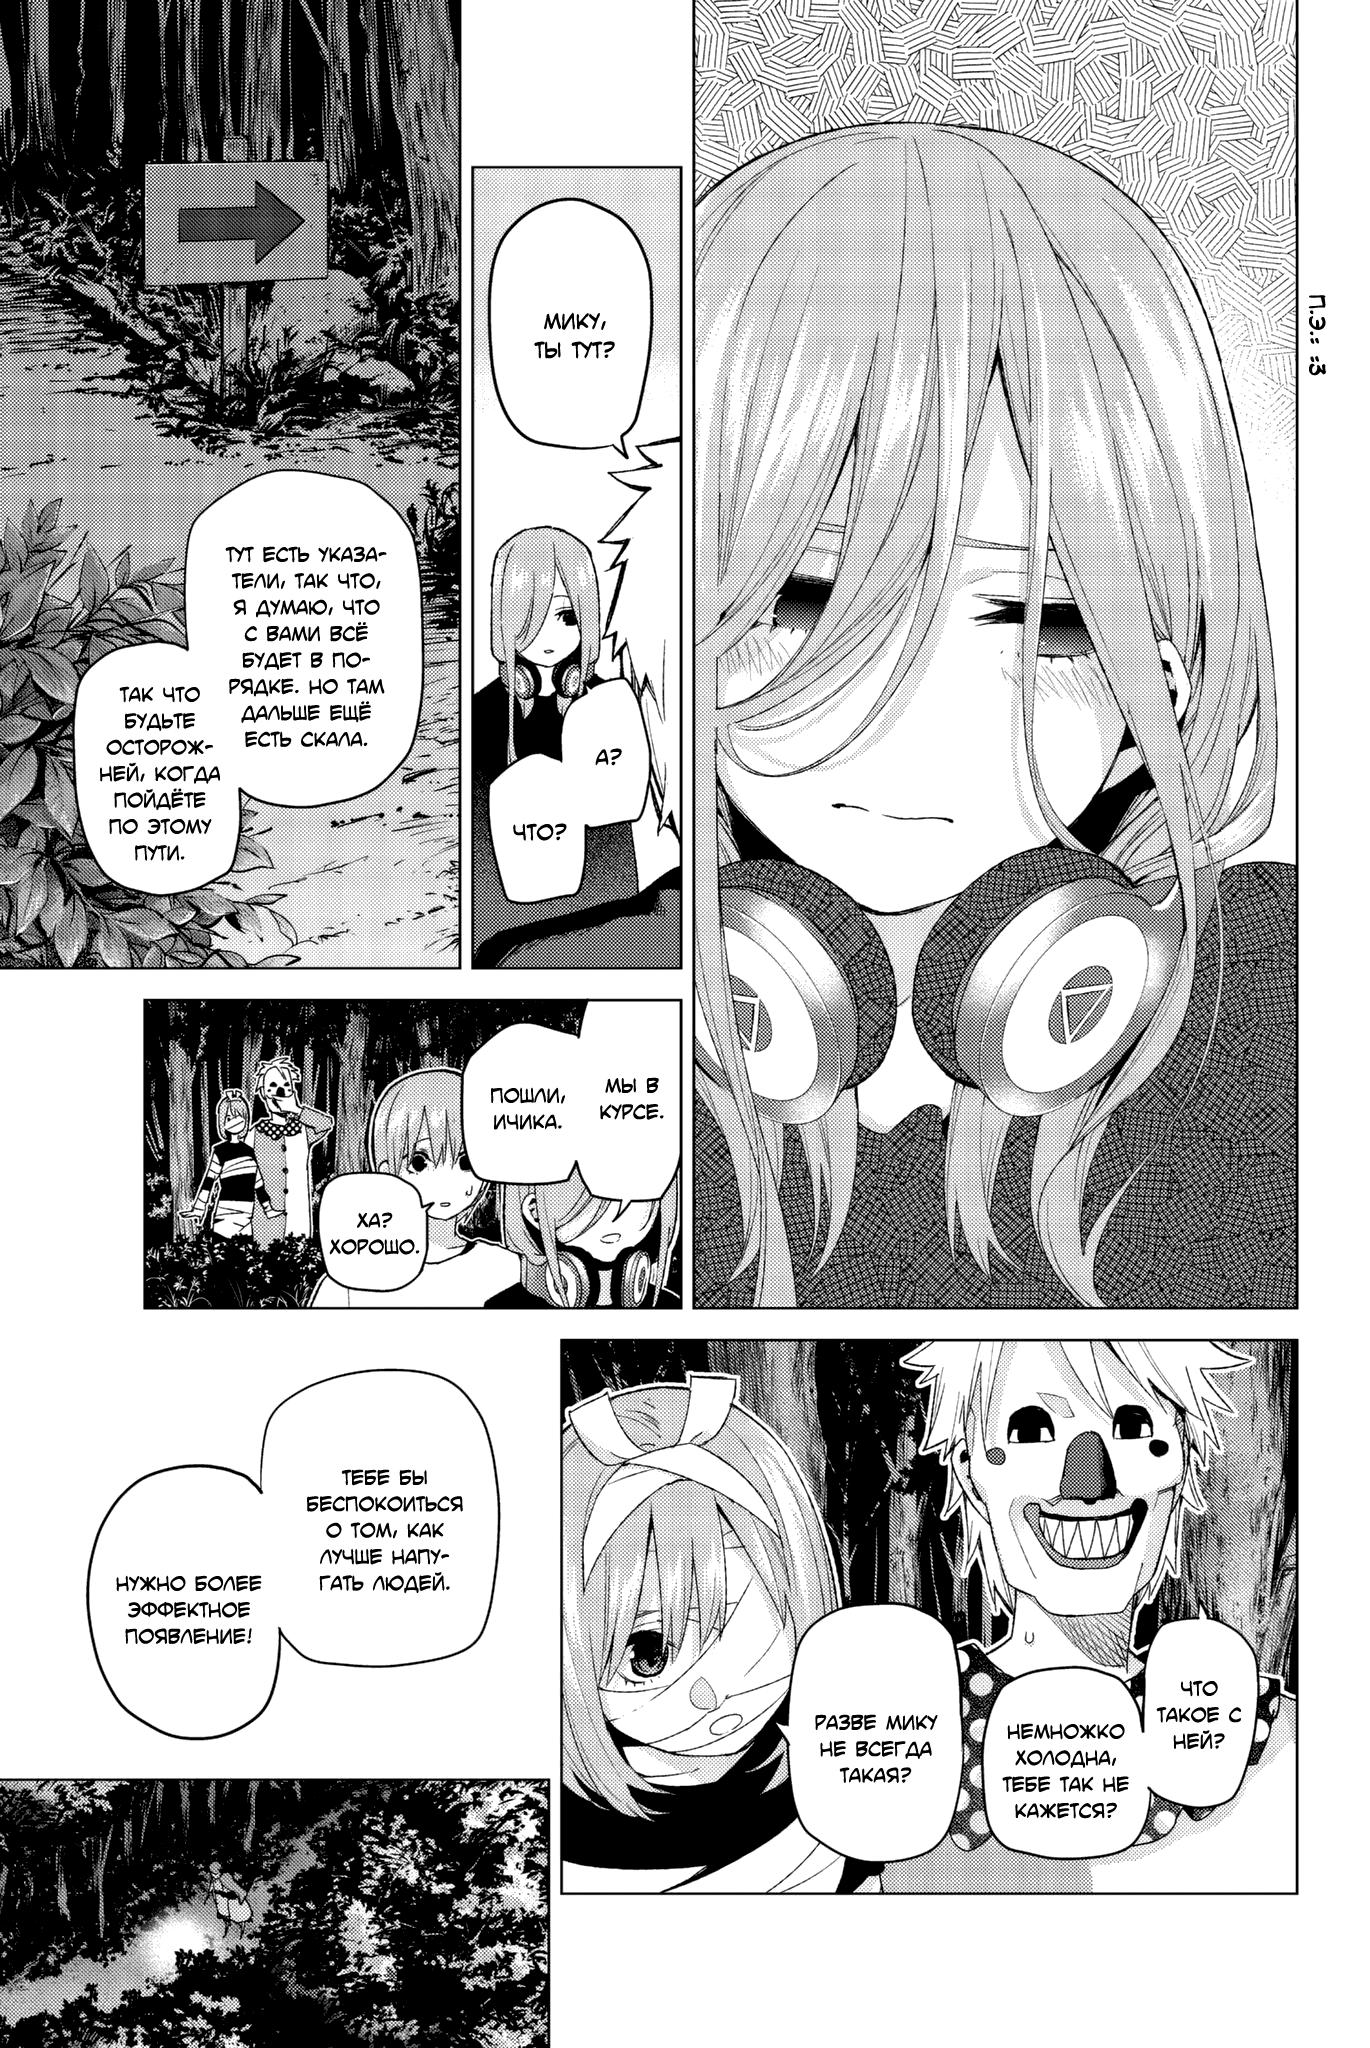 П.Э.: :3
МИКУ,
ТЫ ТУТ?
А?
ЧТО?
ТУТ ЕСТЬ УКАЗА-
ТЕЛИ, ТАК ЧТО,
Я ДУМАЮ, ЧТО
С ВАМИ ВСЁ
БУДЕТ В ПО-
РЯДКЕ. НО ТАМ
ДАЛЬШЕ ЕЩЁ
ЕСТЬ СКАЛА.
ТАК ЧТО
БУДЬТЕ
ОСТОРОЖ-
НЕЙ, КОГДА
ПОЙДЁТЕ
ПО ЭТОМУ
ПУТИ.
МЫ В
КУРСЕ.
ПОШЛИ,
ИЧИКА.
ХА?
ХОРОШО.
ЧТО
ТАКОЕ С
НЕЙ?
НЕМНОЖКО
ХОЛОДНА,
ТЕБЕ ТАК НЕ
КАЖЕТСЯ?
РАЗВЕ МИКУ
НЕ ВСЕГДА
ТАКАЯ?
ТЕБЕ БЫ
БЕСПОКОИТЬСЯ
О ТОМ, КАК
ЛУЧШЕ НАПУ-
ГАТЬ ЛЮДЕЙ.
НУЖНО БОЛЕЕ
ЭФФЕКТНОЕ
ПОЯВЛЕНИЕ!